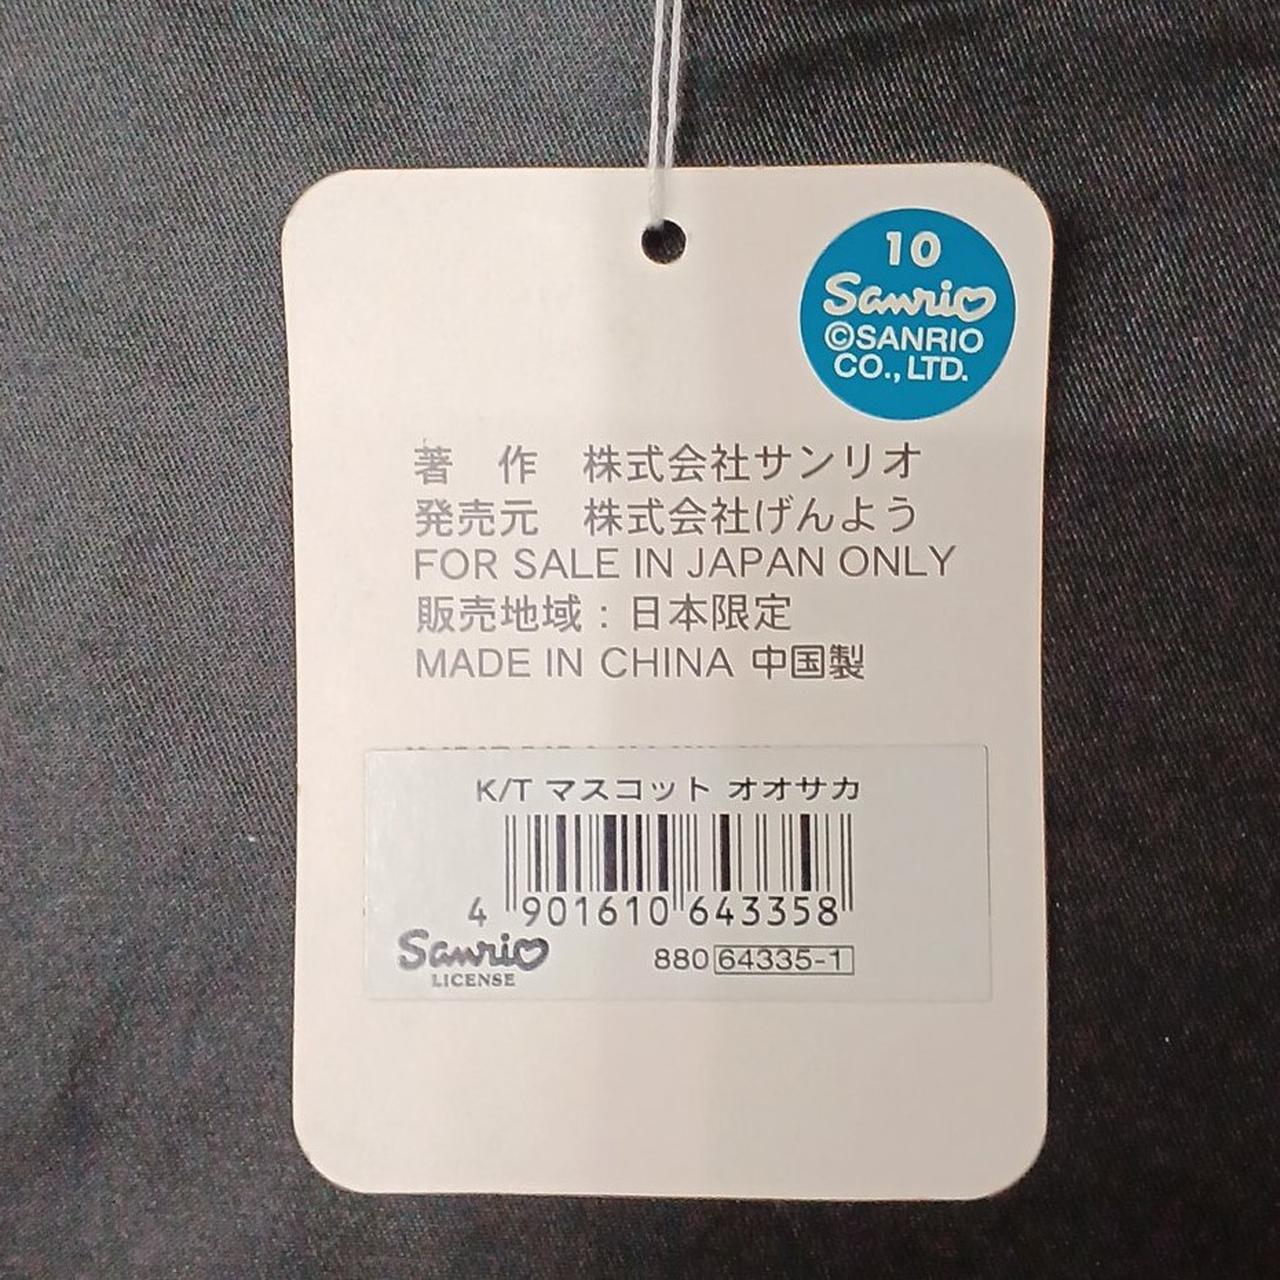 10
Sanrio
©SANRIO
CO., LTD.
著 作 株式会社サンリオ
発売元 株式会社げんよう
FOR SALE IN JAPAN ONLY
販売地域:日本限定
MADE IN CHINA 中国製
K/T マスコット オオサカ
4 901610 643358
Sanrio
LICENSE
880 64335-1